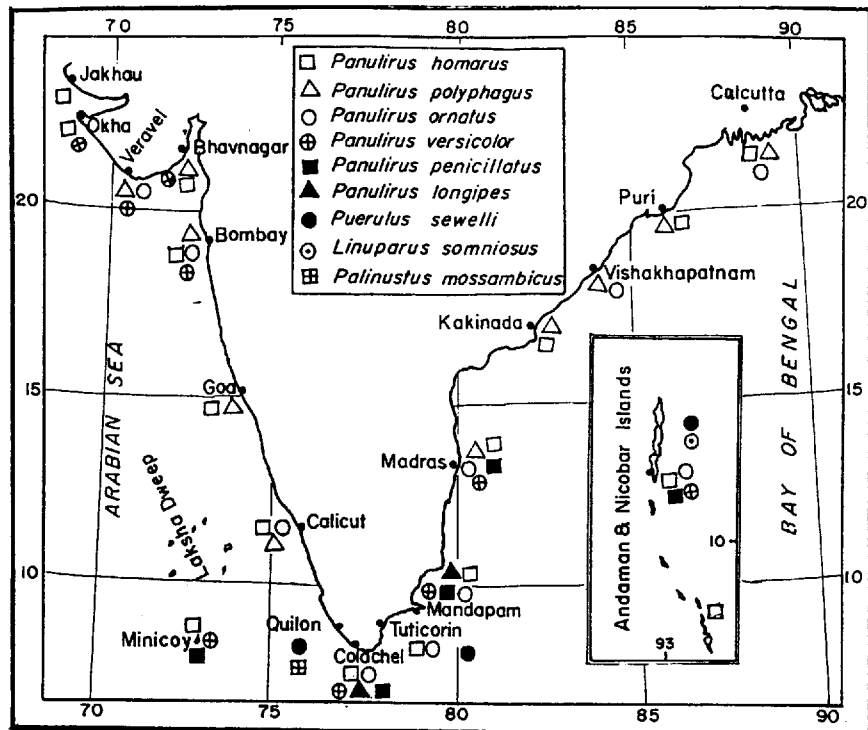 70
75
80
85
90
Jakhau
Okha
Veravel
Bhavnagar
20
Bombay
Goa
15
ARABIAN SEA
Laksha Dweep
Calicut
10
Minicoy
Quilon
Colachel
Tuticorin
Mandapam
Madras
Kakinada
Vishakhapatnam
Puri
Calcutta
Panulirus homarus
Panulirus polyphagus
Panulirus ornatus
Panulirus versicolor
Panulirus penicillatus
Panulirus longipes
Puerulus sewelli
Linuparus somniosus
Palinustus mossambicus
20
15
10
BAY OF BENGAL
Andaman & Nicobar Islands
10
93
70
75
80
85
90